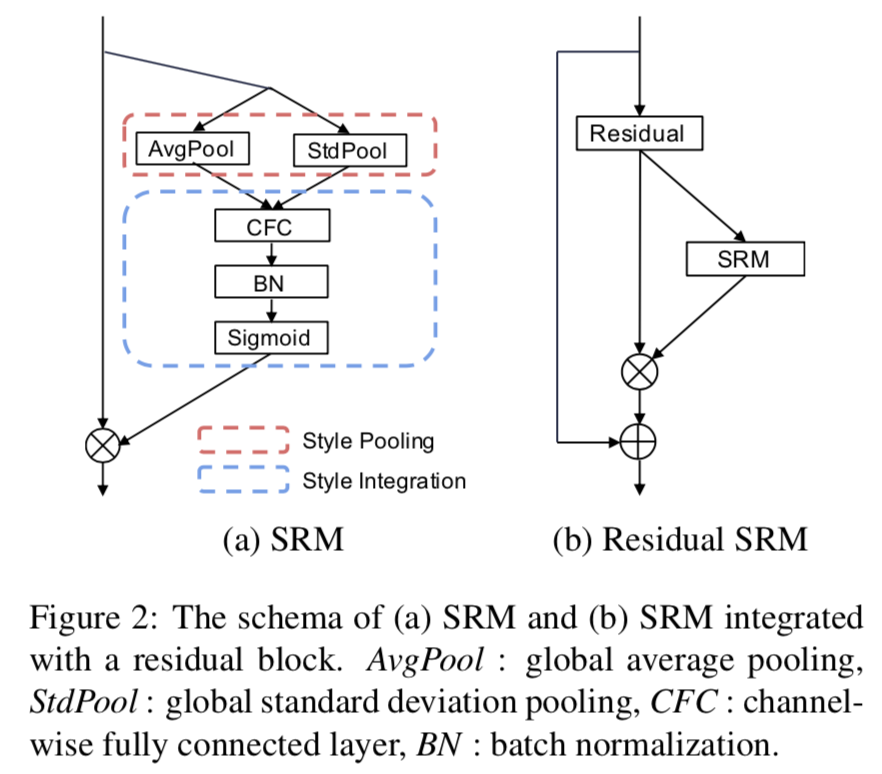 AvgPool
StdPool
CFC
BN
Sigmoid
Style Pooling
Style Integration
(a) SRM
Residual
SRM
(b) Residual SRM
Figure 2: The schema of (a) SRM and (b) SRM integrated
with a residual block. AvgPool : global average pooling,
StdPool : global standard deviation pooling, CFC : channel-
wise fully connected layer, BN : batch normalization.